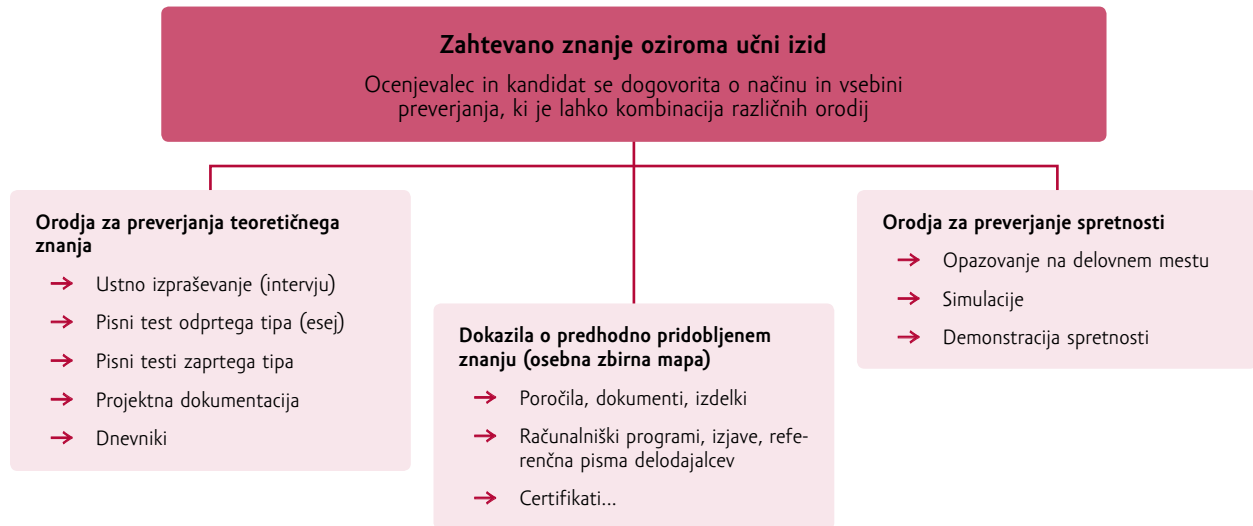 Zahtevano znanje oziroma učni izid
Ocenjevalec in kandidat se dogovorita o načinu in vsebini
preverjanja, ki je lahko kombinacija različnih orodij
Orodja za preverjanja teoretičnega
znanja
→ Ustno izpraševanje (intervju)
→ Pisni test odprtega tipa (esej)
→ Pisni testi zaprtega tipa
→ Projektna dokumentacija
→ Dnevniki
Dokazila o predhodno pridobljenem
znanju (osebna zbirna mapa)
→ Poročila, dokumenti, izdelki
→ Računalniški programi, izjave, refe-
renčna pisma delodajalcev
→ Certifikati...
Orodja za preverjanje spretnosti
→ Opazovanje na delovnem mestu
→ Simulacije
→ Demonstracija spretnosti